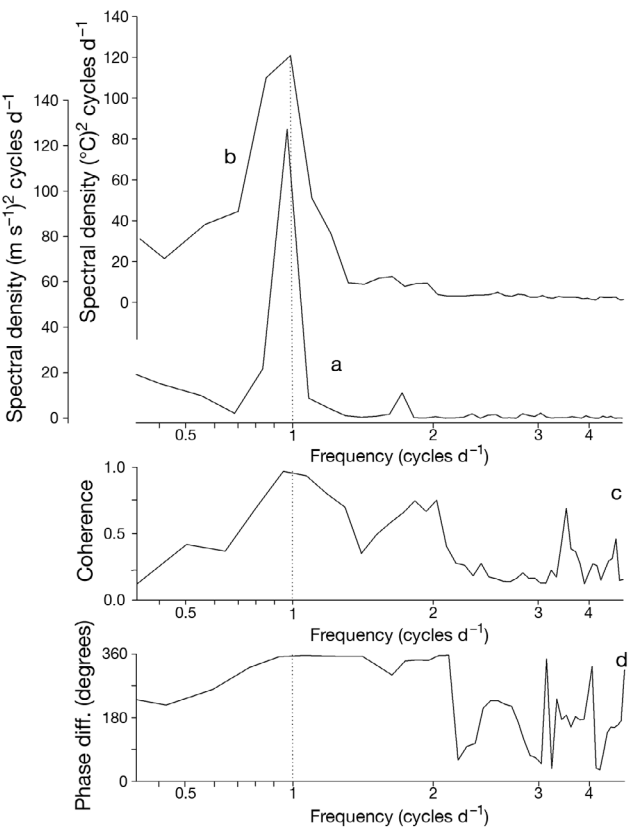 Spectral density (m s⁻¹)² cycles d⁻¹
140
120
100
80
60
40
20
0
Spectral density (°C)² cycles d⁻¹
140
120
100
80
60
40
20
0
b
a
0.5 1 2 3 4
Frequency (cycles d⁻¹)
Coherence
1.0
0.5
0.0
c
0.5 1 2 3 4
Frequency (cycles d⁻¹)
Phase diff. (degrees)
360
180
0
d
0.5 1 2 3 4
Frequency (cycles d⁻¹)